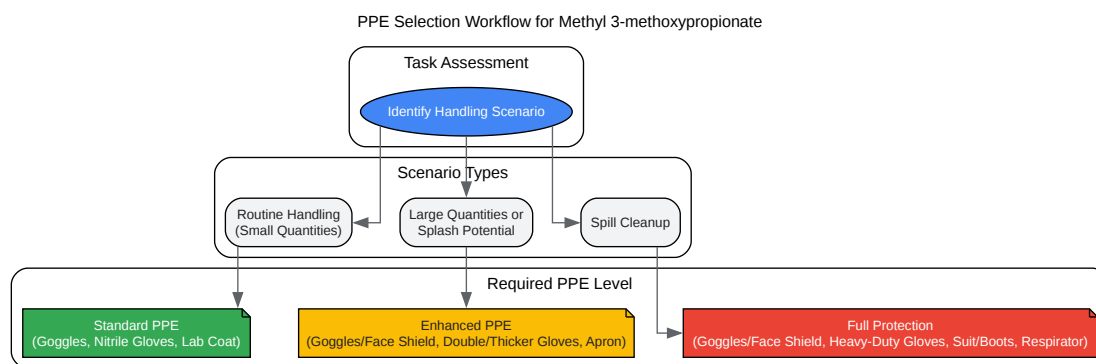 PPE Selection Workflow for Methyl 3-methoxypropionate
Task Assessment
Identify Handling Scenario
Scenario Types
Routine Handling
(Small Quantities)
Large Quantities or
Splash Potential
Spill Cleanup
Required PPE Level
Standard PPE
(Goggles, Nitrile Gloves, Lab Coat)
Enhanced PPE
(Goggles/Face Shield, Double/Thicker Gloves, Apron)
Full Protection
(Goggles/Face Shield, Heavy-Duty Gloves, Suit/Boots, Respirator)